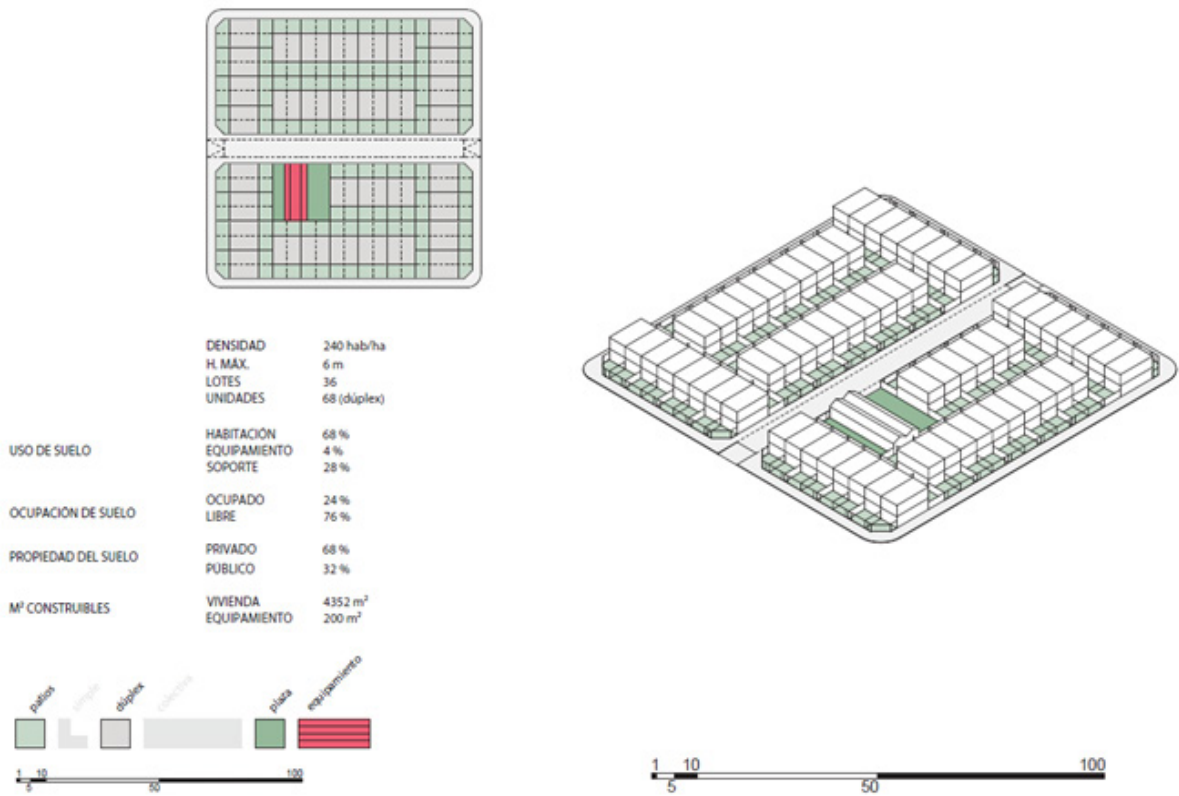 DENSIDAD 240 hab/ha
H. MÁX. 6 m
LOTES 36
UNIDADES 68 (dúplex)
USO DE SUELO
HABITACIÓN 68 %
EQUIPAMIENTO 4 %
SOPORTE 28 %
OCUPACIÓN DE SUELO
OCUPADO 24 %
LIBRE 76 %
PROPIEDAD DEL SUELO
PRIVADO 68 %
PÚBLICO 32 %
M² CONSTRUIBLES
VIVIENDA 4352 m²
EQUIPAMIENTO 200 m²
patios simple dúplex colectiva plaza equipamiento
1 10 100
5 50
1 10 100
5 50